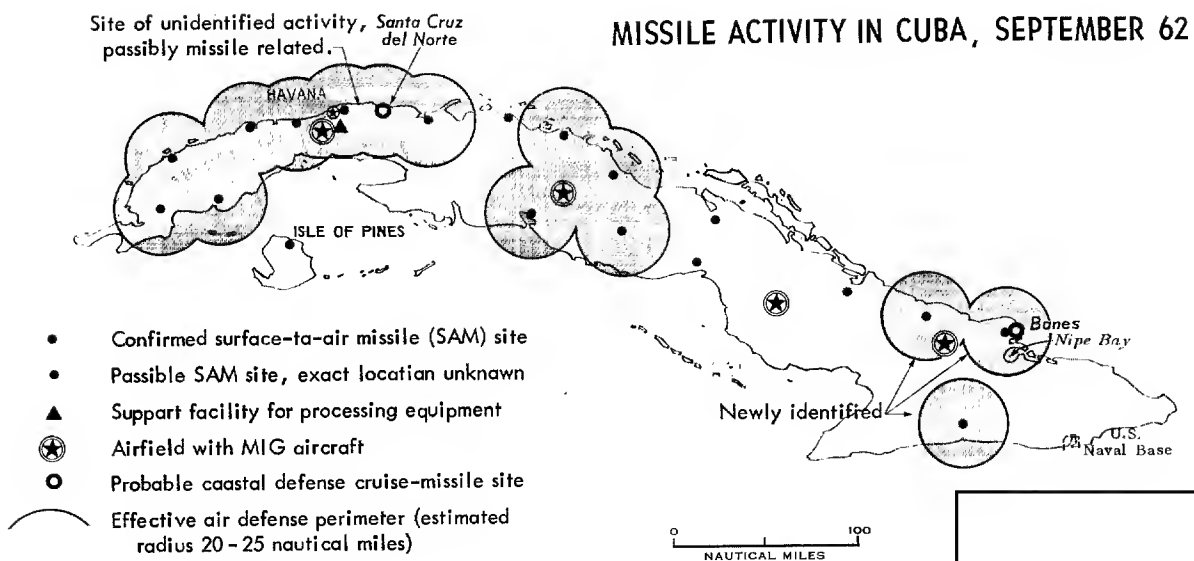 MISSILE ACTIVITY IN CUBA, SEPTEMBER 62
Site of unidentified activity,
passibly missile related.
Santa Cruz
del Norte
HAVANA
ISLE OF PINES
Banes
Nipe Bay
Newly identified
U.S.
Naval Base
Confirmed surface-ta-air missile (SAM) site
Passible SAM site, exact lacatian unknawn
Support facility for processing equipment
Airfield with MIG aircraft
Probable caastal defense cruise-missile site
Effective air defense perimeter (estimated
radius 20-25 nautical miles)
0 100
NAUTICAL MILES